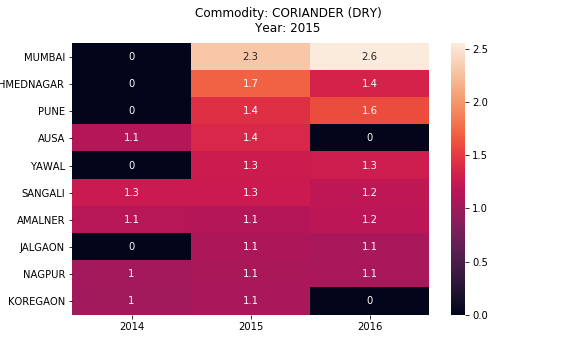 Commodity: CORIANDER (DRY)
Year: 2015
MUMBAI 0 2.3 2.6
HMEDNAGAR 0 1.7 1.4
PUNE 0 1.4 1.6
AUSA 1.1 1.4 0
YAWAL 0 1.3 1.3
SANGALI 1.3 1.3 1.2
AMALNER 1.1 1.1 1.2
JALGAON 0 1.1 1.1
NAGPUR 1 1.1 1.1
KOREGAON 1 1.1 0
2014 2015 2016
2.5
2.0
1.5
1.0
0.5
0.0